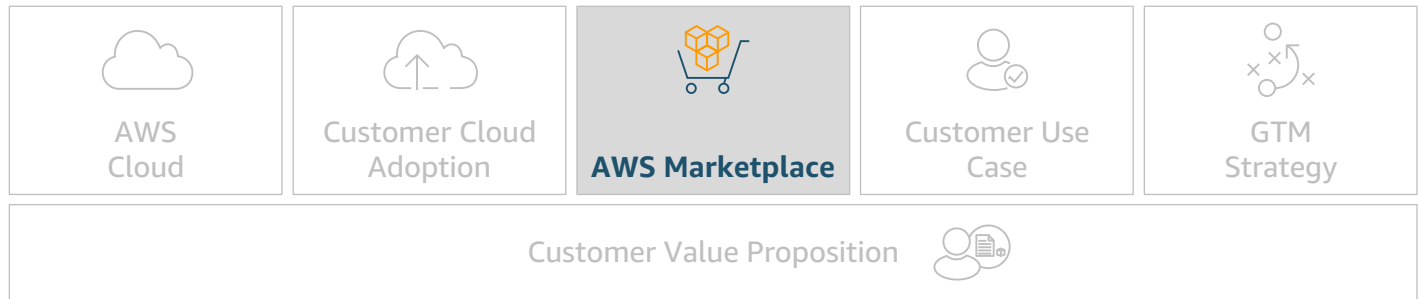 AWS
Cloud
Customer Cloud
Adoption
AWS Marketplace
Customer Use
Case
GTM
Strategy
Customer Value Proposition